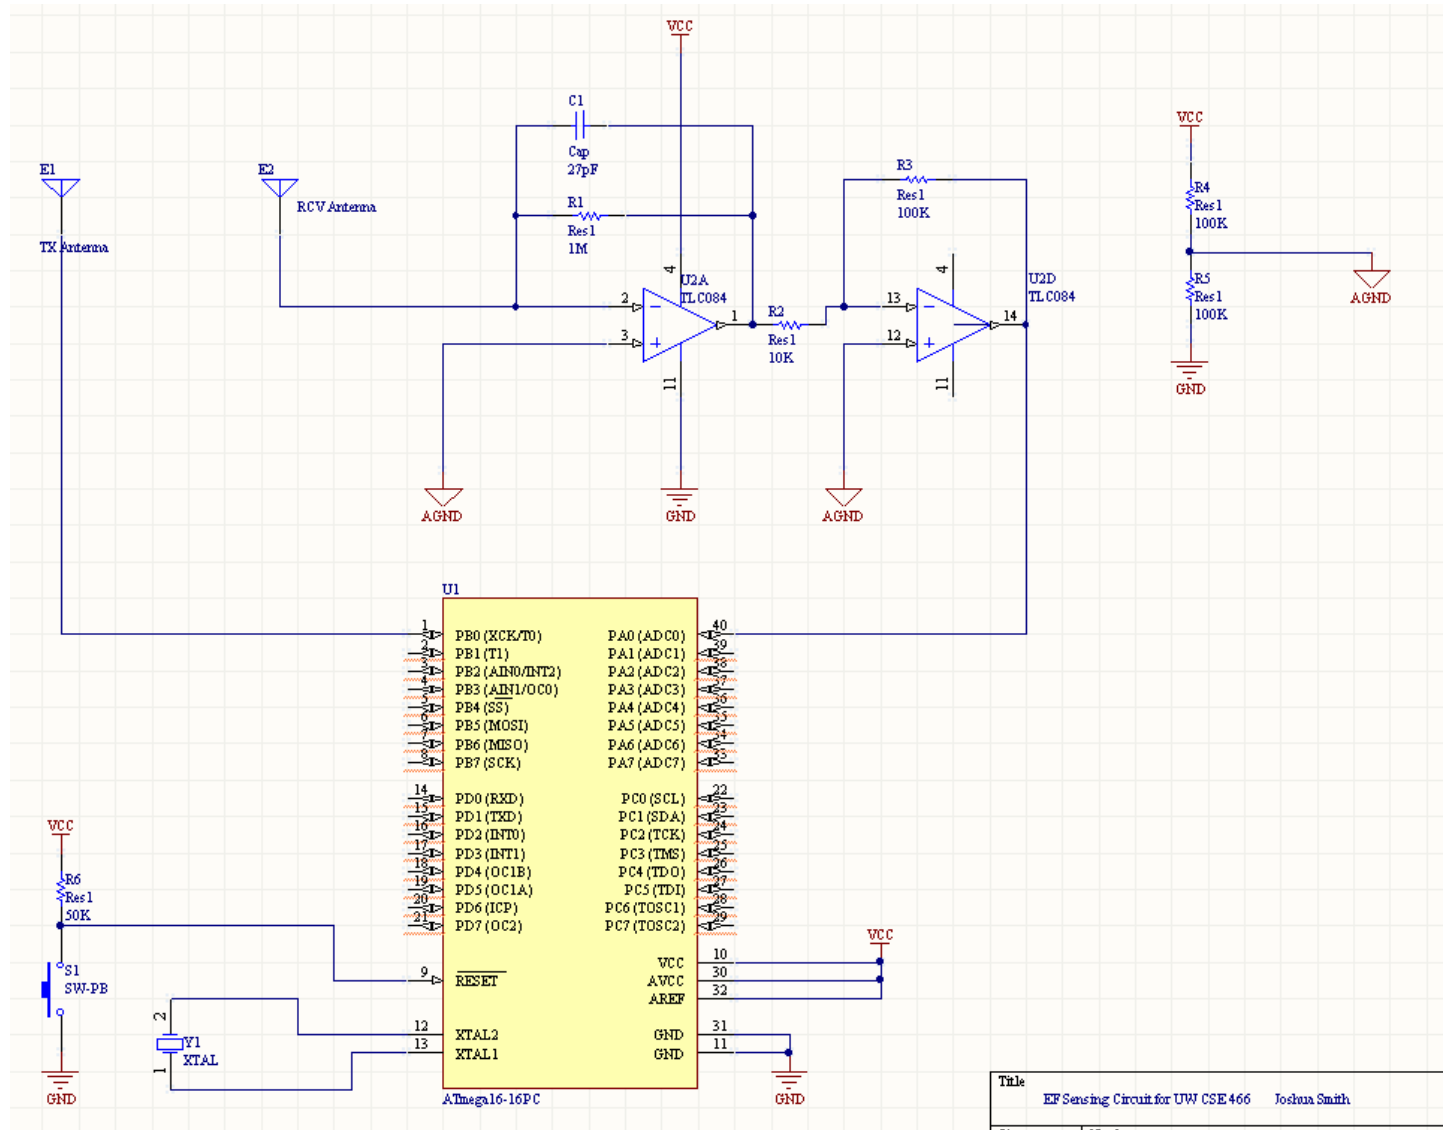 VCC
C1
Cap
27pF
E1
TX Antenna
E2
RCV Antenna
R1
Res1
1M
4
U2A
TLC084
2
3
1
11
R2
Res1
10K
R3
Res1
100K
4
U2D
TLC084
13
12
14
11
VCC
R4
Res1
100K
R5
Res1
100K
AGND
GND
AGND
GND
AGND
U1
1 PB0 (XCK/T0) PA0 (ADC0) 40
2 PB1 (T1) PA1 (ADC1) 39
3 PB2 (AIN0/INT2) PA2 (ADC2) 38
4 PB3 (AIN1/OC0) PA3 (ADC3) 37
5 PB4 (SS) PA4 (ADC4) 36
6 PB5 (MOSI) PA5 (ADC5) 35
7 PB6 (MISO) PA6 (ADC6) 34
8 PB7 (SCK) PA7 (ADC7) 33
14 PD0 (RXD) PC0 (SCL) 22
15 PD1 (TXD) PC1 (SDA) 23
16 PD2 (INT0) PC2 (TCK) 24
17 PD3 (INT1) PC3 (TMS) 25
18 PD4 (OC1B) PC4 (TDO) 26
19 PD5 (OC1A) PC5 (TDI) 27
20 PD6 (ICP) PC6 (TOSC1) 28
21 PD7 (OC2) PC7 (TOSC2) 29
VCC 10
9 RESET AVCC 30
AREF 32
12 XTAL2 GND 31
13 XTAL1 GND 11
ATmega16-16PC
VCC
R6
Res1
50K
S1
SW-PB
GND
2
Y1
XTAL
1
VCC
GND
Title
EF Sensing Circuit for UW CSE 466 Joshua Smith